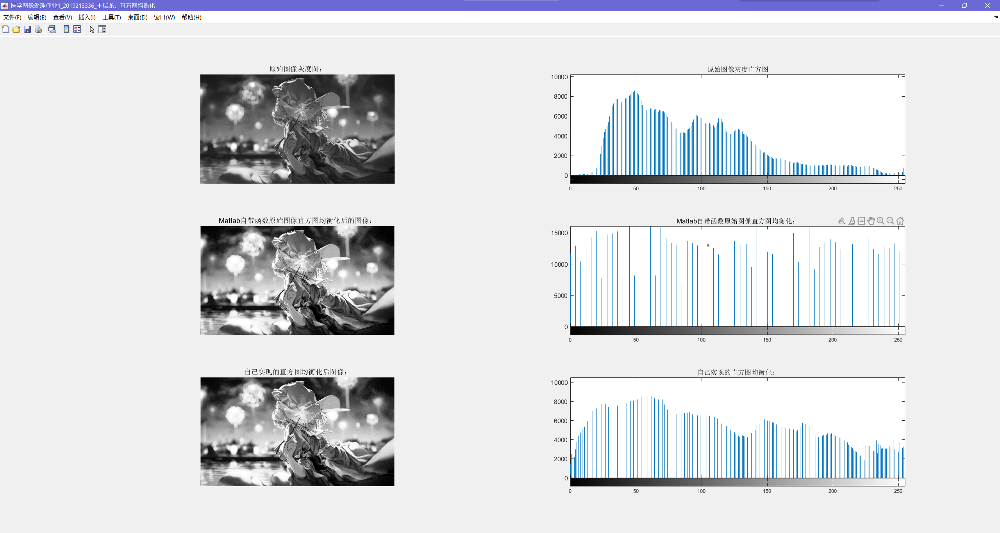 医学图像处理作业1_2019213336_王瑞龙：直方图均衡化
文件(F) 编辑(E) 查看(V) 插入(I) 工具(T) 桌面(D) 窗口(W) 帮助(H)
原始图像灰度图：
原始图像灰度直方图
10000
8000
6000
4000
2000
0
0 50 100 150 200 250
Matlab自带函数原始图像直方图均衡化后的图像：
Matlab自带函数原始图像直方图均衡化：
15000
10000
5000
0
0 50 100 150 200 250
自己实现的直方图均衡化后图像：
自己实现的直方图均衡化：
10000
8000
6000
4000
2000
0
0 50 100 150 200 250